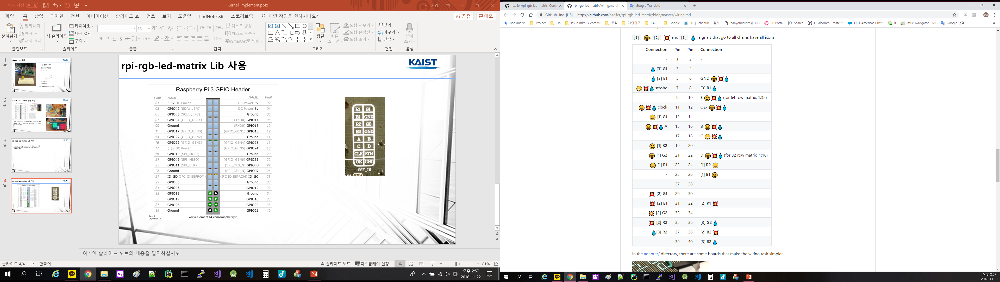 자동 저장
Kernel_implement.pptx
김 한영
파일 홈 삽입 디자인 전환 애니메이션 슬라이드 쇼 검토 보기 도움말 EndNote X8 스토리보딩 어떤 작업을 원하시나요? 공유 메모
붙여넣기
잘라내기
복사
서식 복사
클립보드
새 슬라이드
레이아웃
다시 설정
구역
슬라이드
18
글꼴
텍스트 방향
텍스트 맞춤
SmartArt로 변환
단락
정렬
빠른 스타일
도형 채우기
도형 윤곽선
도형 효과
그리기
찾기
바꾸기
선택
편집
받아쓰기
음성
1
Single LED 구동
2
32X16 LED Matrix 구동 확인
3
rpi-rgb-led-matrix Lib 사용
4
rpi-rgb-led-matrix Lib 사용
rpi-rgb-led-matrix Lib 사용
KAIST
Raspberry Pi 3 GPIO Header
Pin# NAME NAME Pin#
01 3.3v DC Power DC Power 5v 02
03 GPIO02 (SDA1 , I²C) DC Power 5v 04
05 GPIO03 (SCL1 , I²C) Ground 06
07 GPIO04 (GPIO_GCLK) (TXD0) GPIO14 08
09 Ground (RXD0) GPIO15 10
11 GPIO17 (GPIO_GEN0) (GPIO_GEN1) GPIO18 12
13 GPIO27 (GPIO_GEN2) Ground 14
15 GPIO22 (GPIO_GEN3) (GPIO_GEN4) GPIO23 16
17 3.3v DC Power (GPIO_GEN5) GPIO24 18
19 GPIO10 (SPI_MOSI) Ground 20
21 GPIO09 (SPI_MISO) (GPIO_GEN6) GPIO25 22
23 GPIO11 (SPI_CLK) (SPI_CE0_N) GPIO08 24
25 Ground (SPI_CE1_N) GPIO07 26
27 ID_SD (I²C ID EEPROM) (I²C ID EEPROM) ID_SC 28
29 GPIO05 Ground 30
31 GPIO06 GPIO12 32
33 GPIO13 Ground 34
35 GPIO19 GPIO16 36
37 GPIO26 GPIO20 38
39 Ground GPIO21 40
Rev. 2
29/02/2016
www.element14.com/RaspberryPi
R1 G1
B1 GND
R2 G2
B2 GND
A B
C D
CLK STB
OE GND
DEF_IO
여기에 슬라이드 노트의 내용을 입력하십시오
슬라이드 4/4 한국어 슬라이드 노트 디스플레이 설정 81%
오후 2:57
2018-11-22
hzeller/rpi-rgb-led-matrix: Cont
rpi-rgb-led-matrix/wiring.md at
Google Translate
GitHub, Inc. [US] | https://github.com/hzeller/rpi-rgb-led-matrix/blob/master/wiring.md
Bookmarks Project Tip Issue mlm & comm 조직 개인업무 KAIST Google [01] Schedule - 김한 hanyoung.kim@LGE SP Portal Search Qualcomm CreatePo QCT Americas Custo Ir Issue Navigator - M Google 번역
To make things quicker to navigate visually, each chain is marked with a separate icon:
[1] =😄, [2] =💥 and [3] =💧 ; signals that go to all chains have all icons.
Connection Pin Pin Connection
- 1 2 -
💧 [3] G1 3 4 -
💧 [3] B1 5 6 GND 😄💥💧
😄💥💧 strobe 7 8 [3] R1 💧
- 9 10 E 😄💥💧 (for 64 row matrix, 1:32)
😄💥💧 clock 11 12 OE- 😄💥💧
😄 [1] G1 13 14 -
😄💥💧 A 15 16 B 😄💥💧
- 17 18 C 😄💥💧
😄 [1] B2 19 20 -
😄 [1] G2 21 22 D 😄💥💧 (for 32 row matrix, 1:16)
😄 [1] R1 23 24 [1] R2 😄
- 25 26 [1] B1 😄
- 27 28 -
💥 [2] G1 29 30 -
💥 [2] B1 31 32 [2] R1 💥
💥 [2] G2 33 34 -
💥 [2] R2 35 36 [3] G2 💧
💧[3] R2 37 38 [2] B2 💥
- 39 40 [3] B2 💧
In the adapter/ directory, there are some boards that make the wiring task simpler.
오후 2:57
2018-11-22